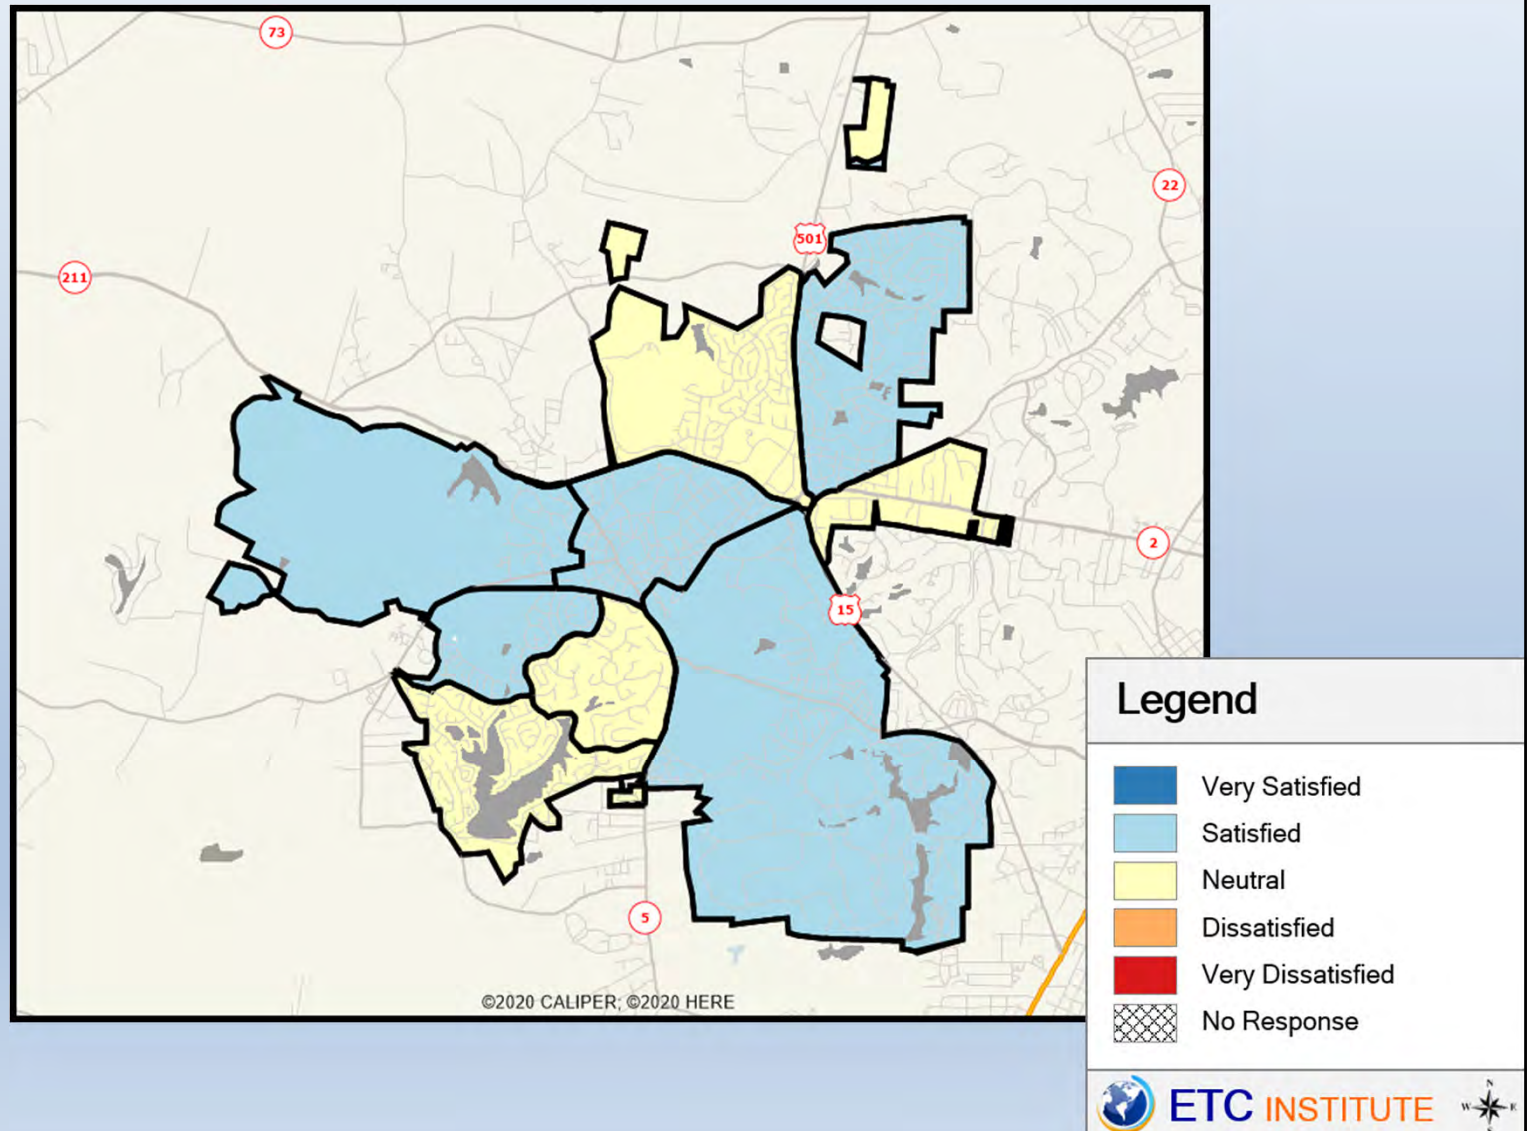 73
22
501
211
2
15
5
©2020 CALIPER; ©2020 HERE
Legend
Very Satisfied
Satisfied
Neutral
Dissatisfied
Very Dissatisfied
No Response
ETC INSTITUTE
N
W E
S